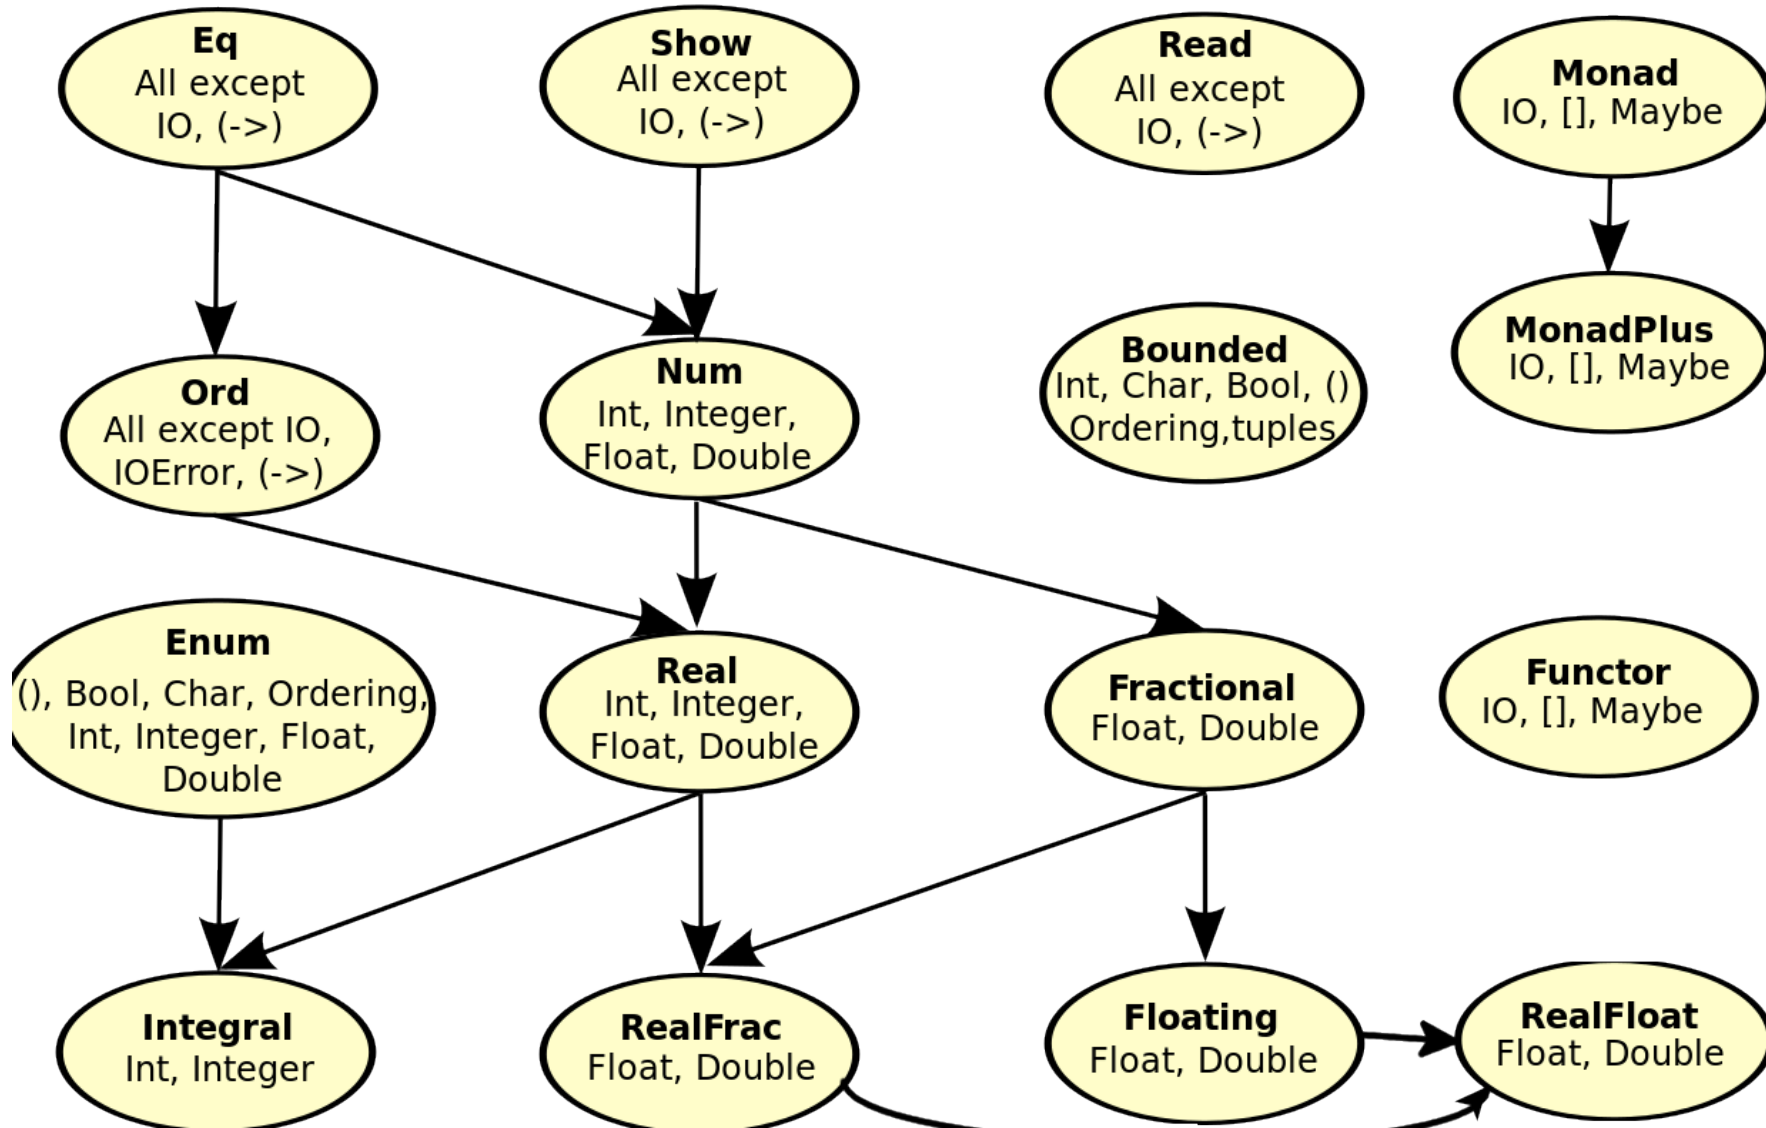 Eq
All except
IO, (->)
Show
All except
IO, (->)
Read
All except
IO, (->)
Monad
IO, [], Maybe
Ord
All except IO,
IOError, (->)
Num
Int, Integer,
Float, Double
Bounded
Int, Char, Bool, ()
Ordering,tuples
MonadPlus
IO, [], Maybe
Enum
(), Bool, Char, Ordering,
Int, Integer, Float,
Double
Real
Int, Integer,
Float, Double
Fractional
Float, Double
Functor
IO, [], Maybe
Integral
Int, Integer
RealFrac
Float, Double
Floating
Float, Double
RealFloat
Float, Double